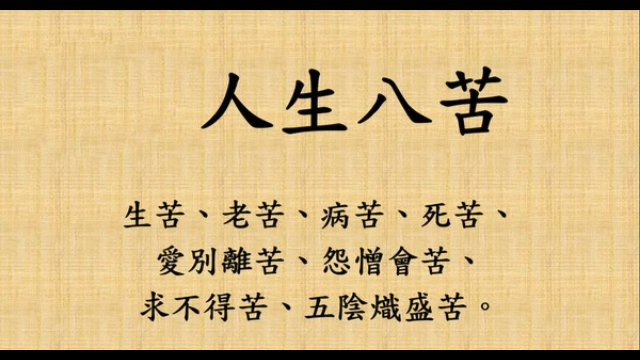 人生八苦
生苦、老苦、病苦、死苦、
愛別離苦、怨憎會苦、
求不得苦、五陰熾盛苦。